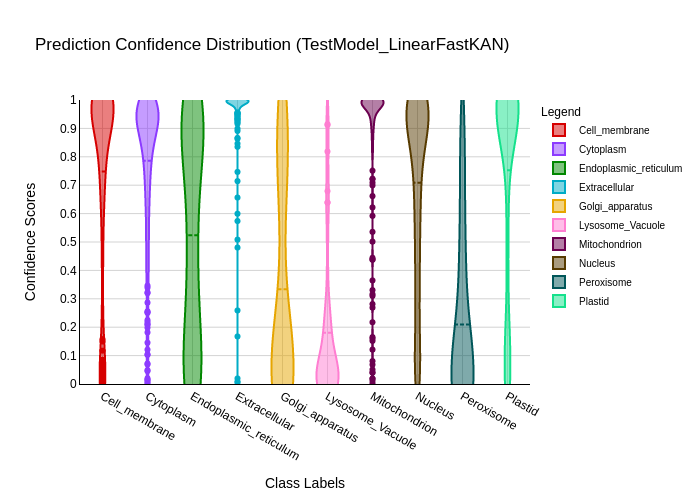 Prediction Confidence Distribution (TestModel_LinearFastKAN)
Legend
Cell_membrane
Cytoplasm
Endoplasmic_reticulum
Extracellular
Golgi_apparatus
Lysosome_Vacuole
Mitochondrion
Nucleus
Peroxisome
Plastid
Confidence Scores
1
0.9
0.8
0.7
0.6
0.5
0.4
0.3
0.2
0.1
0
Cell_membrane
Cytoplasm
Endoplasmic_reticulum
Extracellular
Golgi_apparatus
Lysosome_Vacuole
Mitochondrion
Nucleus
Peroxisome
Plastid
Class Labels